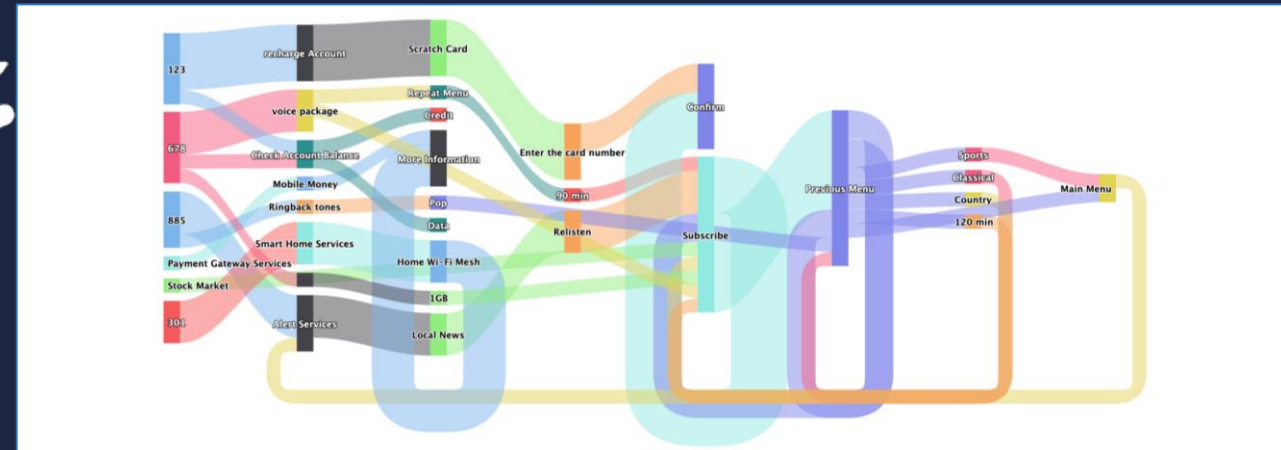 123
678
885
Payment Gateway Services
Stock Market
301
recharge Account
voice package
Check Account Balance
Mobile Money
Ringback tones
Smart Home Services
Alert Services
Scratch Card
Repeat Menu
Credit
More Information
Pop
Data
Home Wi-Fi Mesh
1GB
Local News
Enter the card number
90 min
Relisten
Confirm
Subscribe
Previous Menu
Sports
Classical
Country
120 min
Main Menu